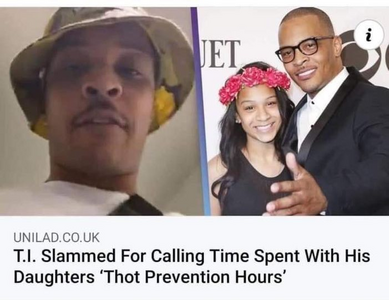 UET
i
UNILAD.CO.UK
T.I. Slammed For Calling Time Spent With His
Daughters ‘Thot Prevention Hours’